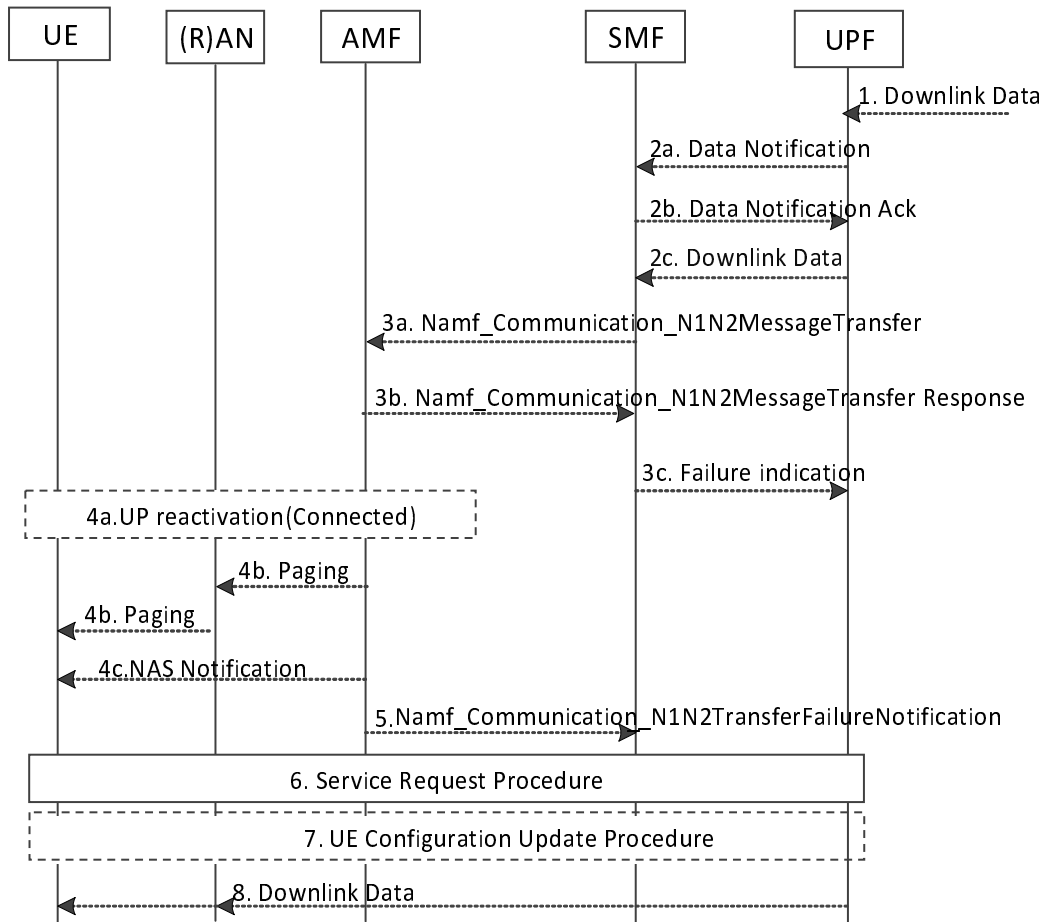 UE
(R)AN
AMF
SMF
UPF
1. Downlink Data
2a. Data Notification
2b. Data Notification Ack
2c. Downlink Data
3a. Namf_Communication_N1N2MessageTransfer
3b. Namf_Communication_N1N2MessageTransfer Response
3c. Failure indication
4a.UP reactivation(Connected)
4b. Paging
4b. Paging
4c.NAS Notification
5.Namf_Communication_N1N2TransferFailureNotification
6. Service Request Procedure
7. UE Configuration Update Procedure
8. Downlink Data